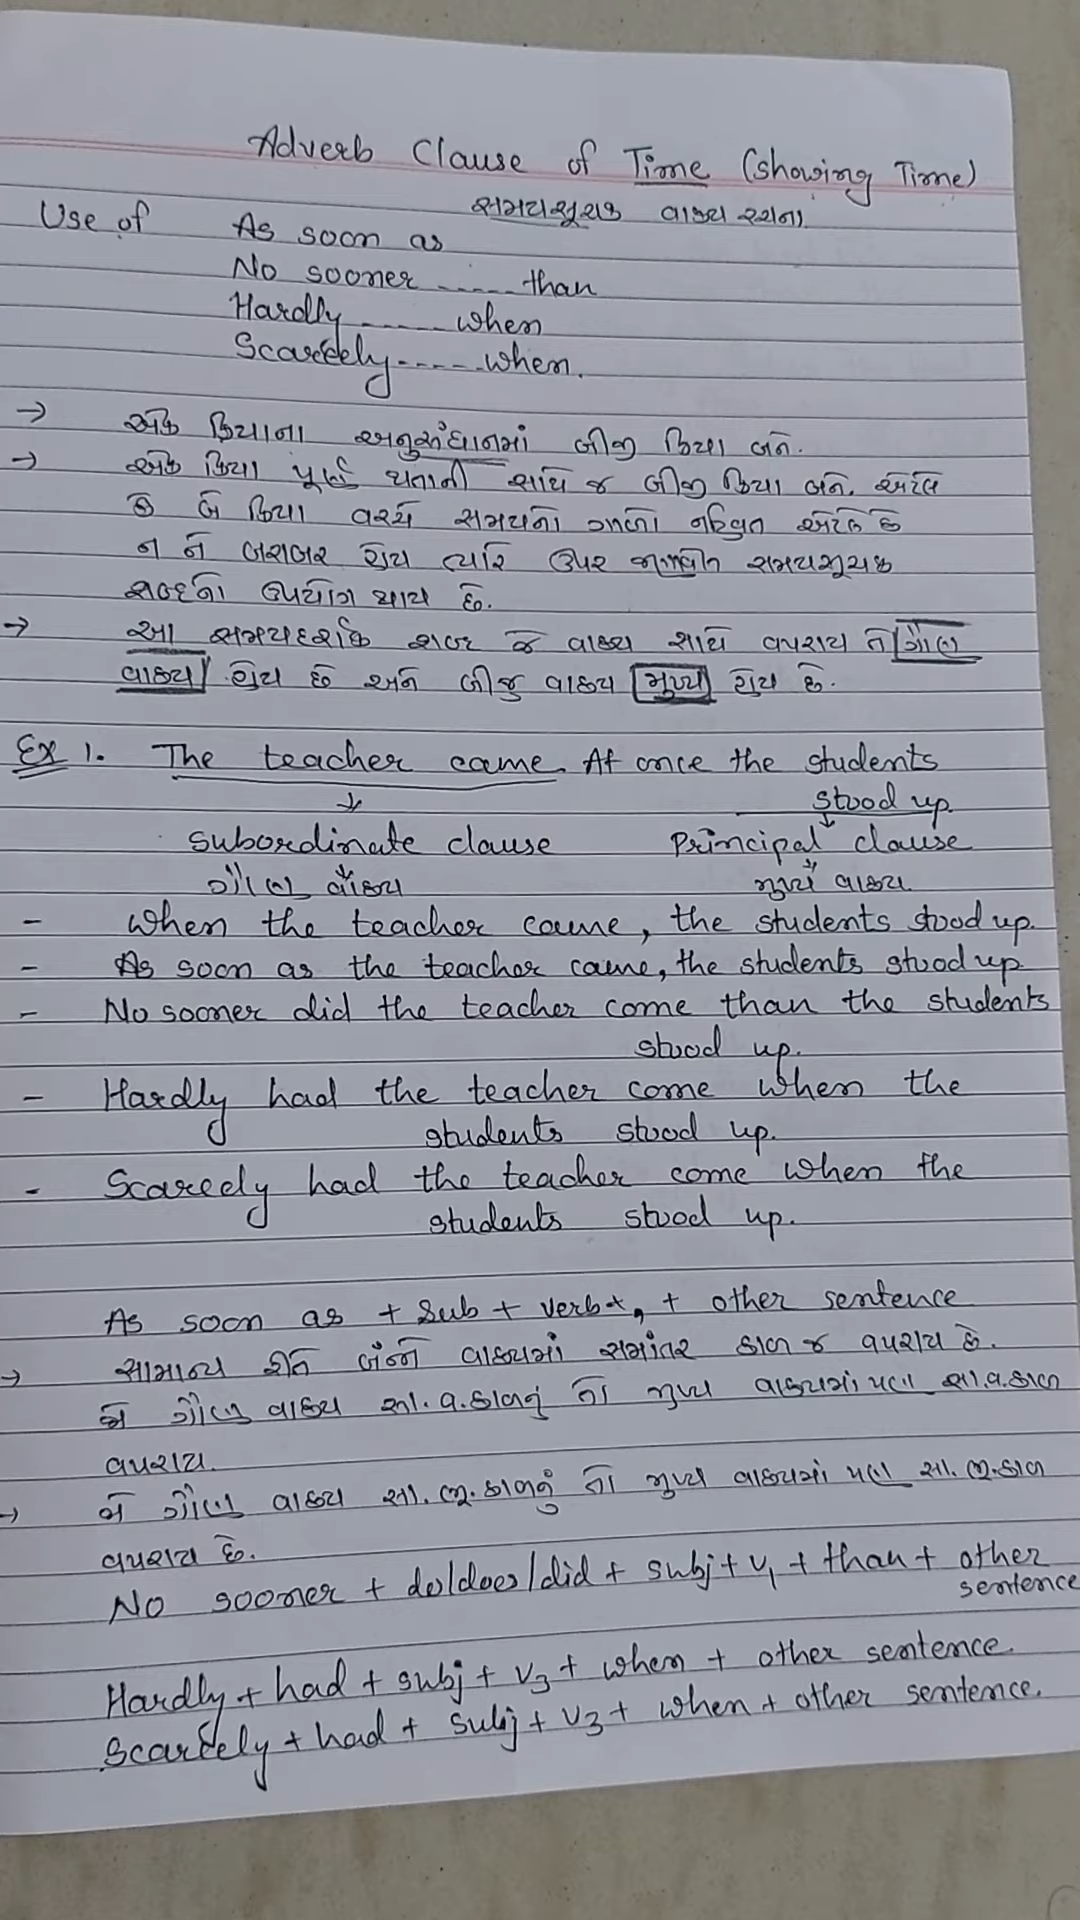 Adverb Clause of Time (showing Time)
સમયસૂચક વાક્ય રચના
Use of As soon as
No sooner ----- than
Hardly ----- when
Scarcely ----- when.
→ એક ક્રિયાના અનુસંધાનમાં બીજી ક્રિયા બને.
→ એક ક્રિયા પૂર્ણ થવાની સાથે જ બીજી ક્રિયા બને. એટલે
કે બે ક્રિયા વચ્ચે સમયનો ગાળો નહિવત એટલે કે
ન ને બરાબર હોય ત્યારે ઉપર સમયસૂચક
શબ્દનો ઉપયોગ થાય છે.
→ આ સમયદર્શક શબ્દ જે વાક્ય સાથે વપરાય તે ગૌણ
વાક્ય હોય છે અને બીજુ વાક્ય મુખ્ય હોય છે.
Ex 1. The teacher came. At once the students
stood up.
↓ ↓
Subordinate clause Principal clause
ગૌણ વાક્ય મુખ્ય વાક્ય
- When the teacher came, the students stood up.
- As soon as the teacher came, the students stood up
- No sooner did the teacher come than the students
stood up.
- Hardly had the teacher come when the
students stood up.
- Scarcely had the teacher come when the
students stood up.
As soon as + Sub + verb + other sentence
→ સામાન્ય રીતે બંને વાક્યમાં સમાંતર કાળ જ વપરાય છે.
જો ગૌણ વાક્ય સા. વ. કાળનું તો મુખ્ય વાક્યમાં પણ સા. વ. કાળ
વપરાય.
→ જો ગૌણ વાક્ય સા. ભૂ. કાળનું તો મુખ્ય વાક્યમાં પણ સા. ભૂ. કાળ
વપરાય છે.
No sooner + do/does/did + subj + v₁ + than + other
sentence
Hardly + had + subj + v3 + when + other sentence.
Scarcely + had + subj + v3 + when + other sentence.